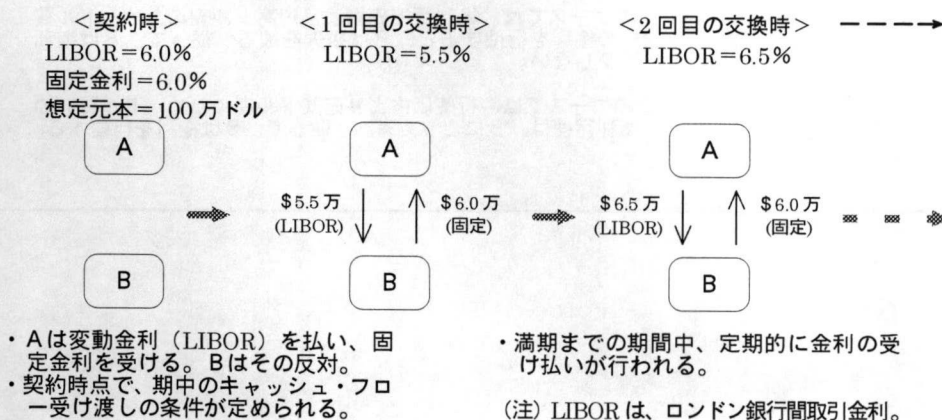 <契約時>
LIBOR=6.0%
固定金利=6.0%
想定元本=100万ドル
<1回目の交換時>
LIBOR=5.5%
<2回目の交換時>
LIBOR=6.5%
A
B
A
$5.5万
(LIBOR)
$6.0万
(固定)
B
A
$6.5万
(LIBOR)
$6.0万
(固定)
B
・Aは変動金利(LIBOR)を払い、固
定金利を受ける。Bはその反対。
・契約時点で、期中のキャッシュ・フロ
ー受け渡しの条件が定められる。
・満期までの期間中、定期的に金利の受
け払いが行われる。
(注) LIBORは、ロンドン銀行間取引金利。